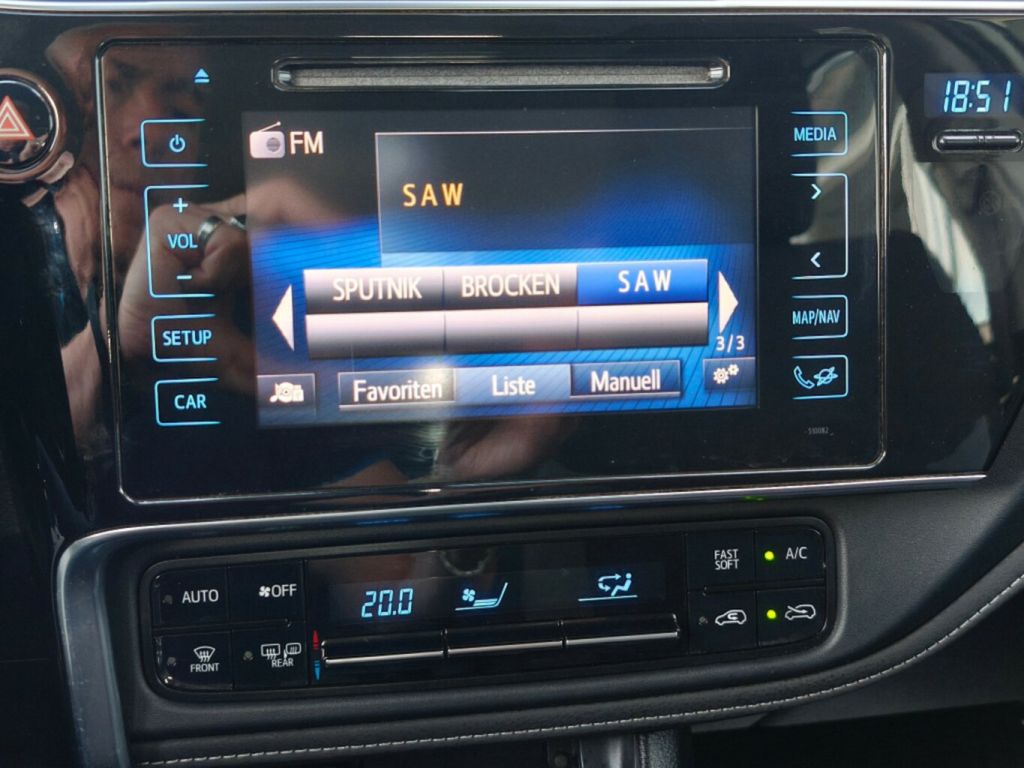 18:51
FM
MEDIA
SAW
+
VOL
−
>
<
SPUTNIK BROCKEN SAW
SETUP
MAP/NAV
3/3
CAR
Favoriten Liste Manuell
510082
AUTO
OFF
20.0
FAST
SOFT
A/C
FRONT
REAR